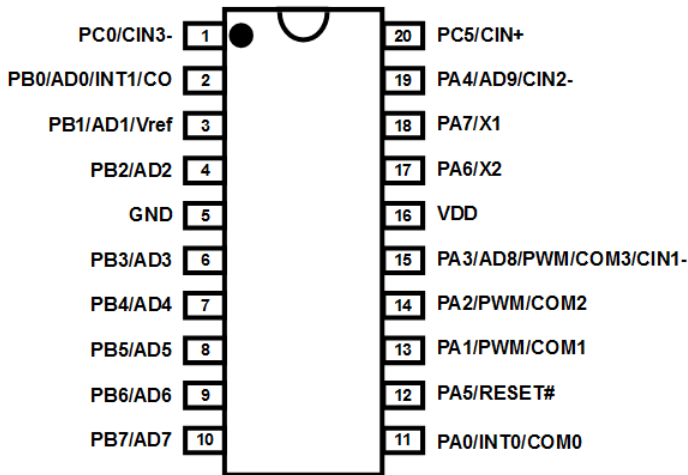 PC0/CIN3- 1 20 PC5/CIN+
PB0/AD0/INT1/CO 2 19 PA4/AD9/CIN2-
PB1/AD1/Vref 3 18 PA7/X1
PB2/AD2 4 17 PA6/X2
GND 5 16 VDD
PB3/AD3 6 15 PA3/AD8/PWM/COM3/CIN1-
PB4/AD4 7 14 PA2/PWM/COM2
PB5/AD5 8 13 PA1/PWM/COM1
PB6/AD6 9 12 PA5/RESET#
PB7/AD7 10 11 PA0/INT0/COM0